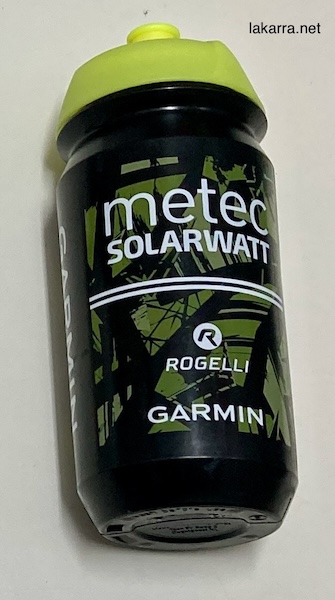 lakarra.net
metec
SOLARWATT
R
ROGELLI
GARMIN
GARMIN